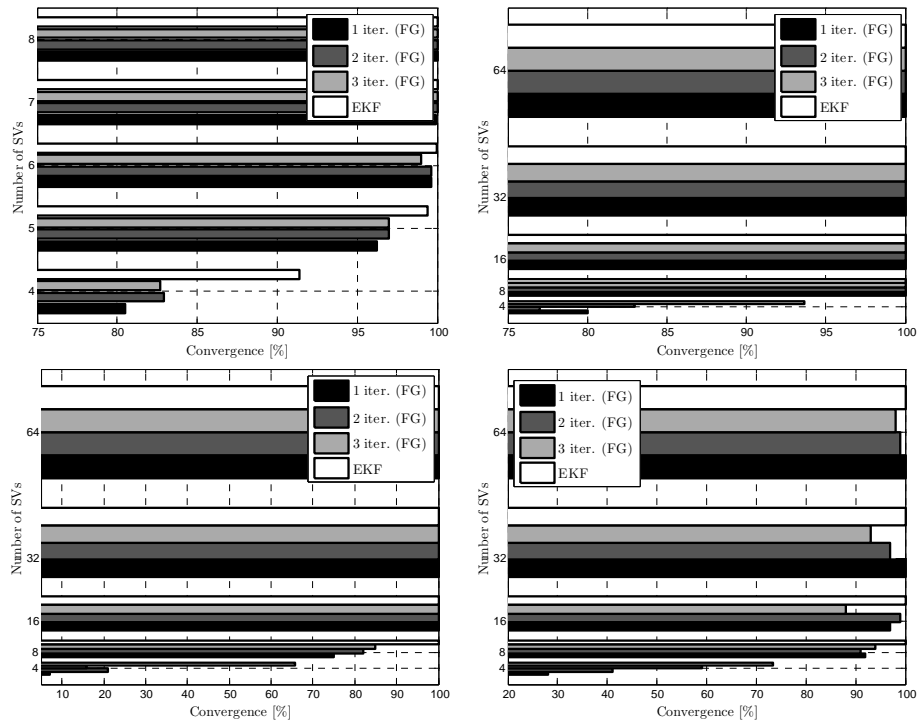 1 iter. (FG)
2 iter. (FG)
3 iter. (FG)
EKF
Number of SVs
8
7
6
5
4
75 80 85 90 95 100
Convergence [%]
1 iter. (FG)
2 iter. (FG)
3 iter. (FG)
EKF
Number of SVs
64
32
16
8
4
75 80 85 90 95 100
Convergence [%]
1 iter. (FG)
2 iter. (FG)
3 iter. (FG)
EKF
Number of SVs
64
32
16
8
4
10 20 30 40 50 60 70 80 90 100
Convergence [%]
1 iter. (FG)
2 iter. (FG)
3 iter. (FG)
EKF
Number of SVs
64
32
16
8
4
20 30 40 50 60 70 80 90 100
Convergence [%]